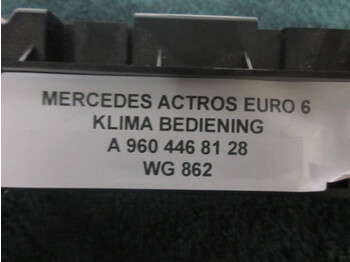 MERCEDES ACTROS EURO 6
KLIMA BEDIENING
A 960 446 81 28
WG 862